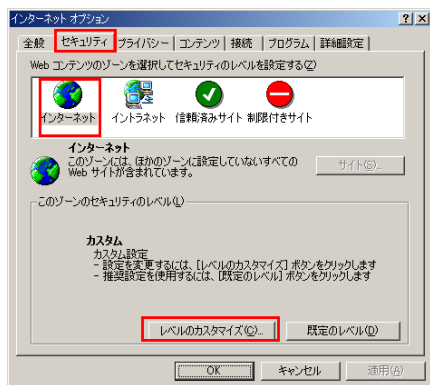 インターネット オプション
全般 セキュリティ プライバシー コンテンツ 接続 プログラム 詳細設定
Web コンテンツのゾーンを選択してセキュリティのレベルを設定する(Z)
インターネット イントラネット 信頼済みサイト 制限付きサイト
インターネット
このゾーンには、ほかのゾーンに設定していないすべての
Web サイトが含まれています。
サイト(S)...
このゾーンのセキュリティのレベル(L)
カスタム
カスタム設定
- 設定を変更するには、[レベルのカスタマイズ] ボタンをクリックします
- 推奨設定を使用するには、[既定のレベル] ボタンをクリックします
レベルのカスタマイズ(C)... 既定のレベル(D)
OK キャンセル 適用(A)